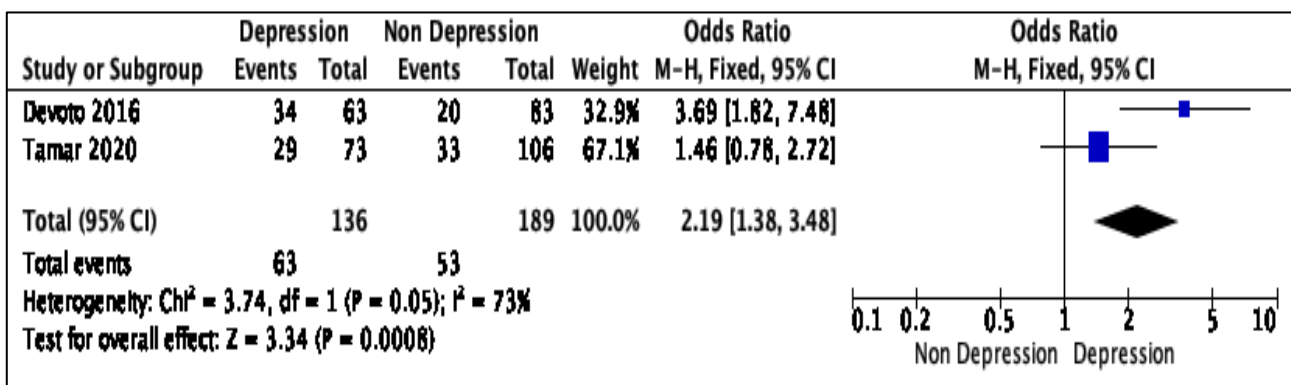 Depression Non Depression Odds Ratio Odds Ratio
Study or Subgroup Events Total Events Total Weight M-H, Fixed, 95% CI M-H, Fixed, 95% CI
Devoto 2016 34 63 20 83 32.9% 3.69 [1.82, 7.48]
Tamar 2020 29 73 33 106 67.1% 1.46 [0.78, 2.72]
Total (95% CI) 136 189 100.0% 2.19 [1.38, 3.48]
Total events 63 53
Heterogeneity: Chi² = 3.74, df = 1 (P = 0.05); I² = 73%
Test for overall effect: Z = 3.34 (P = 0.0008)
0.1 0.2 0.5 1 2 5 10
Non Depression Depression